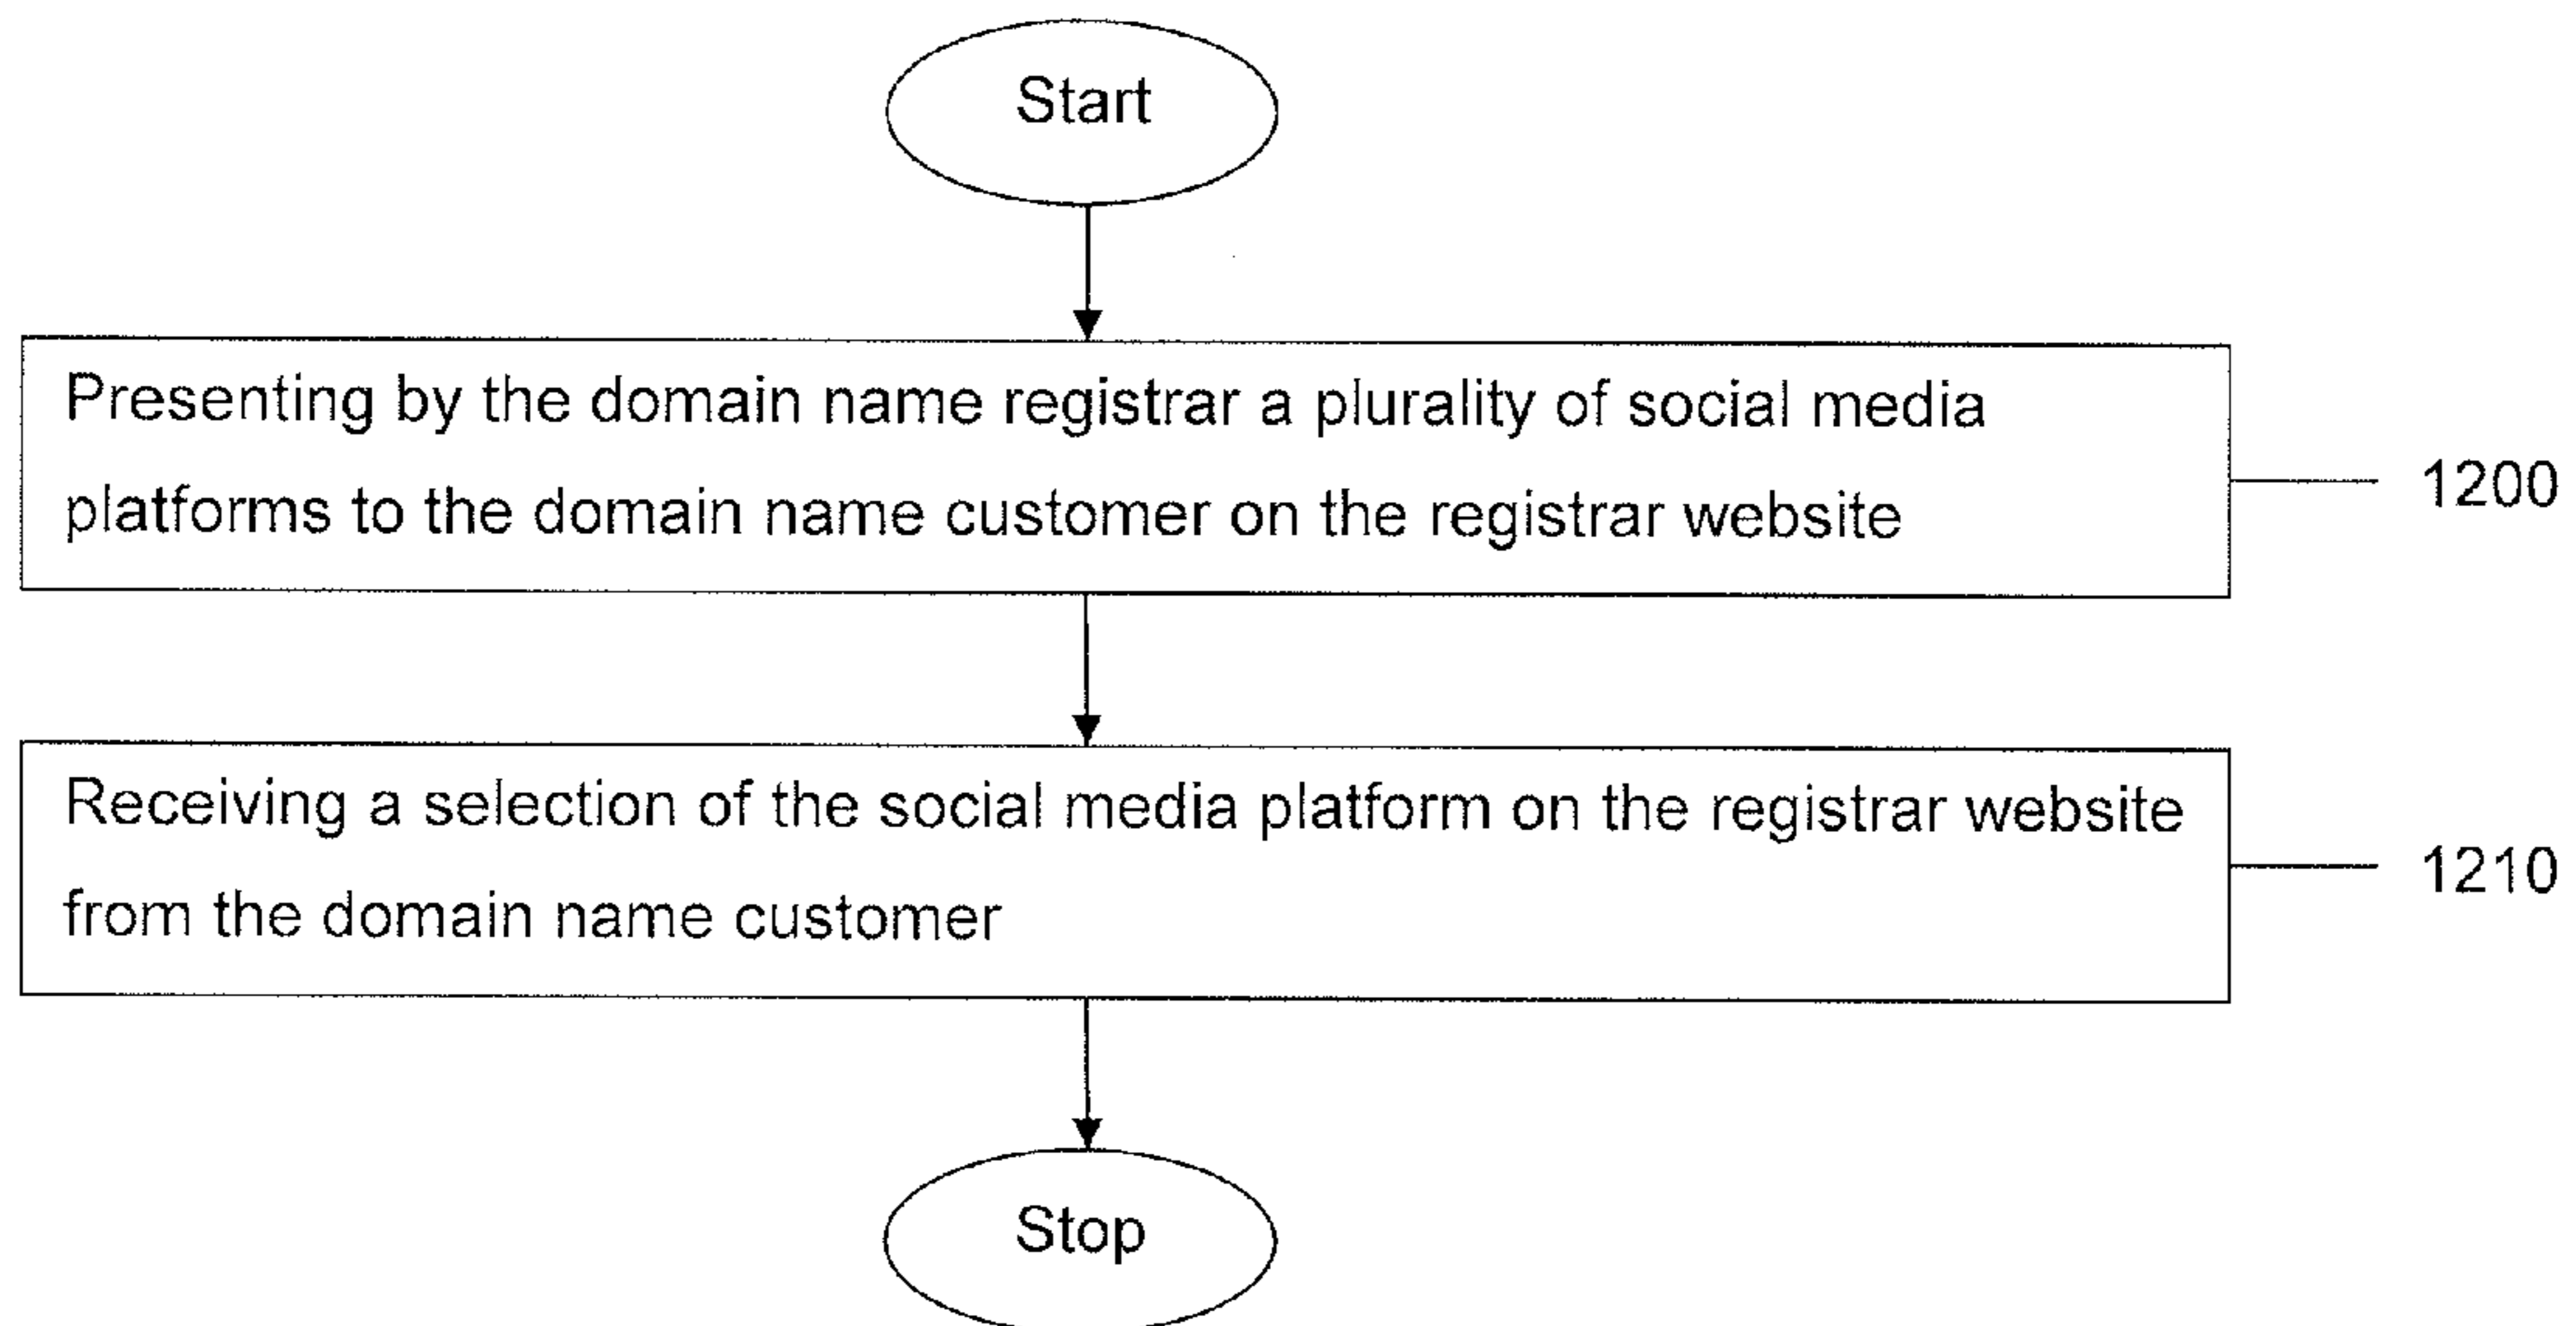 Start
Presenting by the domain name registrar a plurality of social media
platforms to the domain name customer on the registrar website
1200
Receiving a selection of the social media platform on the registrar website
from the domain name customer
1210
Stop